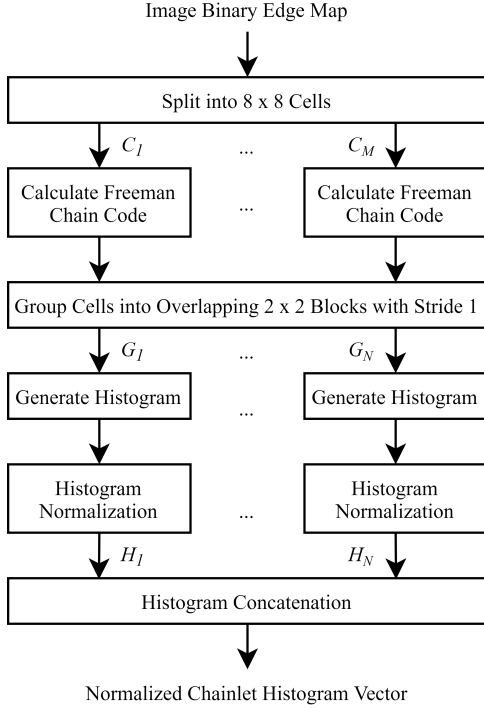 Image Binary Edge Map
Split into 8 x 8 Cells
C1 ... CM
Calculate Freeman
Chain Code
...
Calculate Freeman
Chain Code
Group Cells into Overlapping 2 x 2 Blocks with Stride 1
G1 ... GN
Generate Histogram ... Generate Histogram
Histogram
Normalization
...
Histogram
Normalization
H1 HN
Histogram Concatenation
Normalized Chainlet Histogram Vector